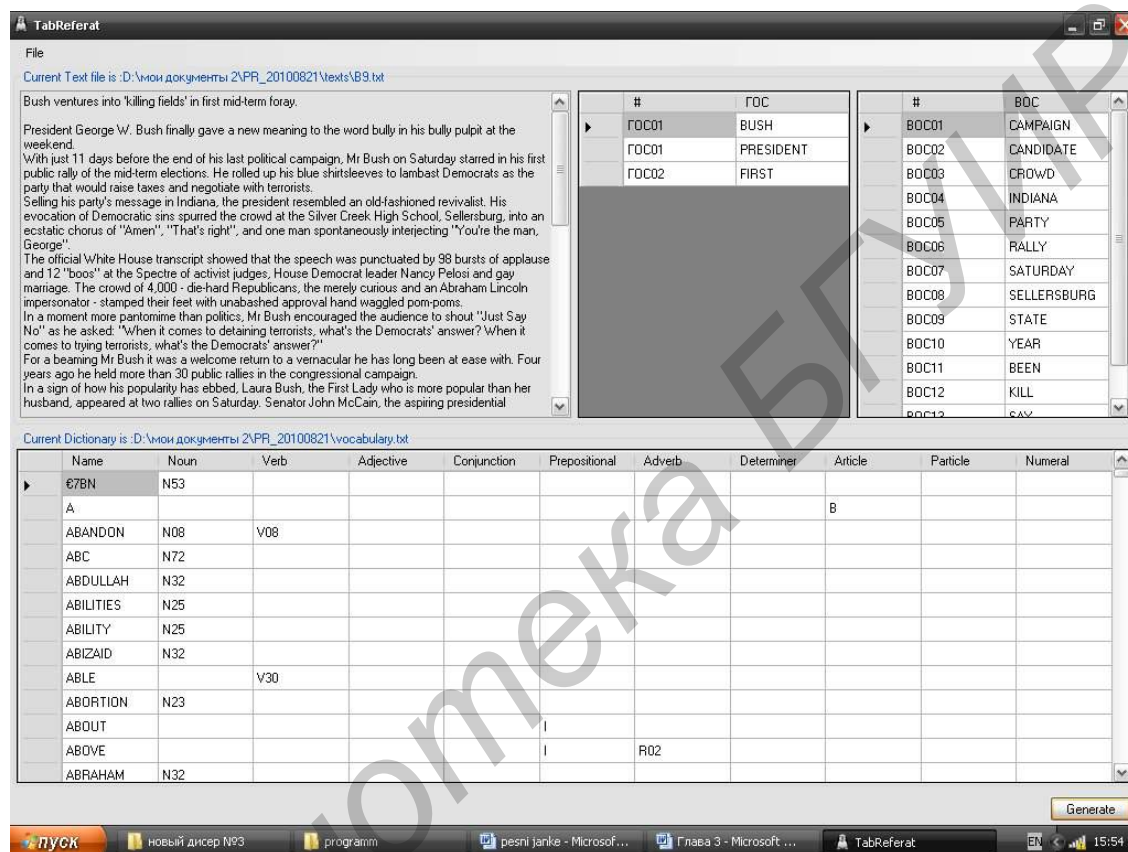 TabReferat
File
Current Text file is :D:\мои документы 2\PR_20100821\texts\B9.txt
Bush ventures into 'killing fields' in first mid-term foray.
President George W. Bush finally gave a new meaning to the word bully in his bully pulpit at the
weekend.
With just 11 days before the end of his last political campaign, Mr Bush on Saturday starred in his first
public rally of the mid-term elections. He rolled up his blue shirtsleeves to lambast Democrats as the
party that would raise taxes and negotiate with terrorists.
Selling his party's message in Indiana, the president resembled an old-fashioned revivalist. His
evocation of Democratic sins spurred the crowd at the Silver Creek High School, Sellersburg, into an
ecstatic chorus of "Amen", "That's right", and one man spontaneously interjecting "You're the man,
George".
The official White House transcript showed that the speech was punctuated by 98 bursts of applause
and 12 "boos" at the Spectre of activist judges, House Democrat leader Nancy Pelosi and gay
marriage. The crowd of 4,000 - die-hard Republicans, the merely curious and an Abraham Lincoln
impersonator - stamped their feet with unabashed approval hand waggled pom-poms.
In a moment more pantomime than politics, Mr Bush encouraged the audience to shout "Just Say
No" as he asked: "When it comes to detaining terrorists, what's the Democrats' answer? When it
comes to trying terrorists, what's the Democrats' answer?"
For a beaming Mr Bush it was a welcome return to a vernacular he has long been at ease with. Four
years ago he held more than 30 public rallies in the congressional campaign.
In a sign of how his popularity has ebbed, Laura Bush, the First Lady who is more popular than her
husband, appeared at two rallies on Saturday. Senator John McCain, the aspiring presidential
# ГОС
ГОС01 BUSH
ГОС01 PRESIDENT
ГОС02 FIRST
# ВОС
ВОС01 CAMPAIGN
ВОС02 CANDIDATE
ВОС03 CROWD
ВОС04 INDIANA
ВОС05 PARTY
ВОС06 RALLY
ВОС07 SATURDAY
ВОС08 SELLERSBURG
ВОС09 STATE
ВОС10 YEAR
ВОС11 BEEN
ВОС12 KILL
ВОС13 SAY
Current Dictionary is :D:\мои документы 2\PR_20100821\vocabulary.txt
Name Noun Verb Adjective Conjunction Prepositional Adverb Determiner Article Particle Numeral
€7BN N53
A B
ABANDON N08 V08
ABC N72
ABDULLAH N32
ABILITIES N25
ABILITY N25
ABIZAID N32
ABLE V30
ABORTION N23
ABOUT I
ABOVE I R02
ABRAHAM N32
Generate
пуск новый дисер №3 programm pesni janke - Microsof... Глава 3 - Microsoft ... TabReferat EN 15:54
БГУИР